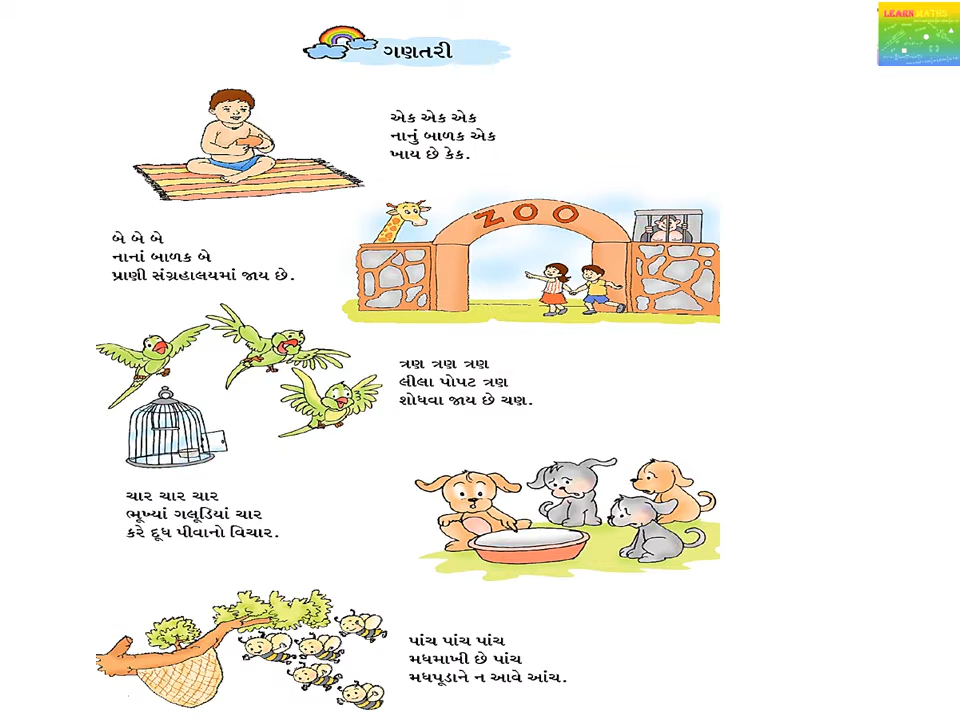 ગણતરી
LEARN MATHS
એક એક એક
નાનું બાળક એક
ખાય છે કેક.
ZOO
બે બે બે
નાનાં બાળક બે
પ્રાણી સંગ્રહાલયમાં જાય છે.
ત્રણ ત્રણ ત્રણ
લીલા પોપટ ત્રણ
શોધવા જાય છે ચણ.
ચાર ચાર ચાર
ભૂખ્યાં ગલૂડિયાં ચાર
કરે દૂધ પીવાનો વિચાર.
પાંચ પાંચ પાંચ
મધમાખી છે પાંચ
મધપૂડાને ન આવે આંચ.